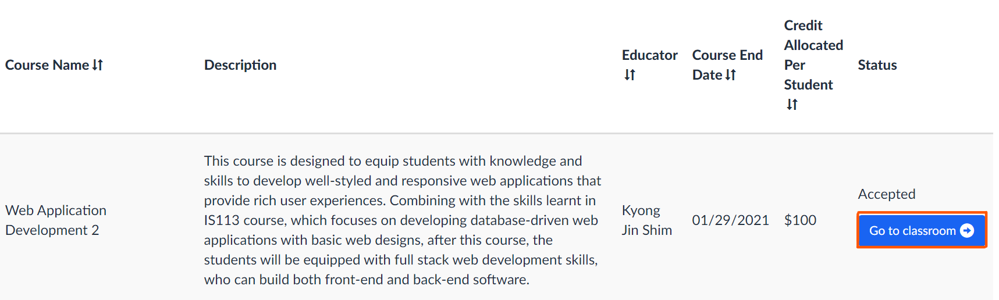 Course Name
Description
Educator
Course End
Date
Credit
Allocated
Per
Student
Status
Web Application
Development 2
This course is designed to equip students with knowledge and
skills to develop well-styled and responsive web applications that
provide rich user experiences. Combining with the skills learnt in
IS113 course, which focuses on developing database-driven web
applications with basic web designs, after this course, the
students will be equipped with full stack web development skills,
who can build both front-end and back-end software.
Kyong
Jin Shim
01/29/2021
$100
Accepted
Go to classroom